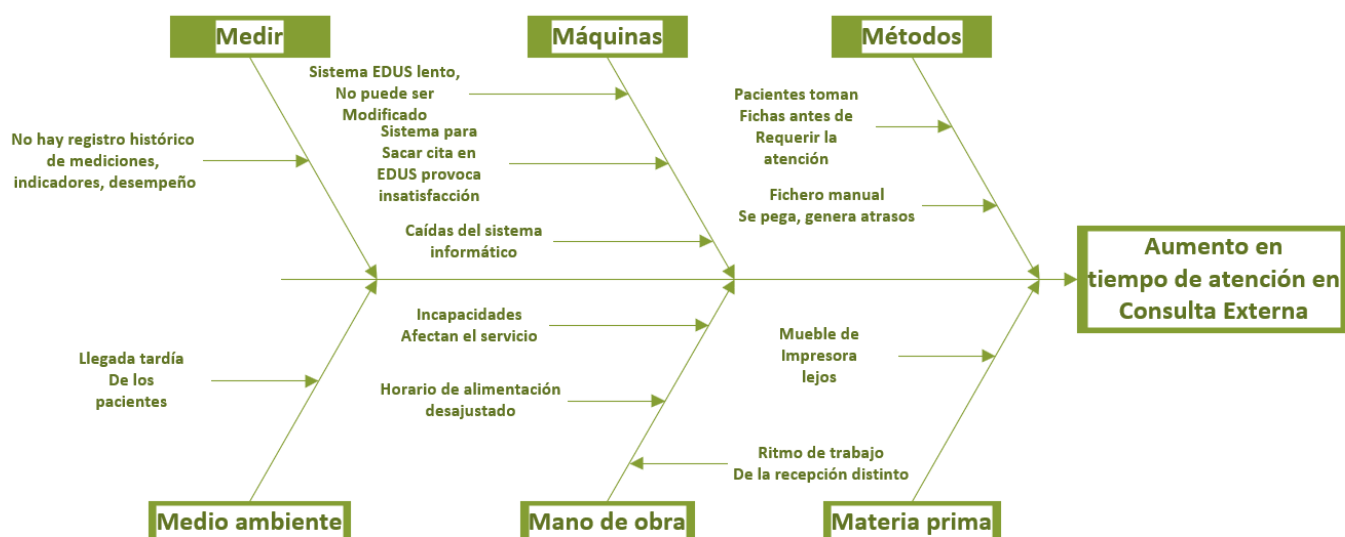 Medir
Máquinas
Métodos
Sistema EDUS lento,
No puede ser
Modificado
Pacientes toman
Fichas antes de
Requerir la
atención
No hay registro histórico
de mediciones,
indicadores, desempeño
Sistema para
Sacar cita en
EDUS provoca
insatisfacción
Fichero manual
Se pega, genera atrasos
Caídas del sistema
informático
Aumento en
tiempo de atención en
Consulta Externa
Incapacidades
Afectan el servicio
Mueble de
Impresora
lejos
Llegada tardía
De los
pacientes
Horario de alimentación
desajustado
Ritmo de trabajo
De la recepción distinto
Medio ambiente
Mano de obra
Materia prima